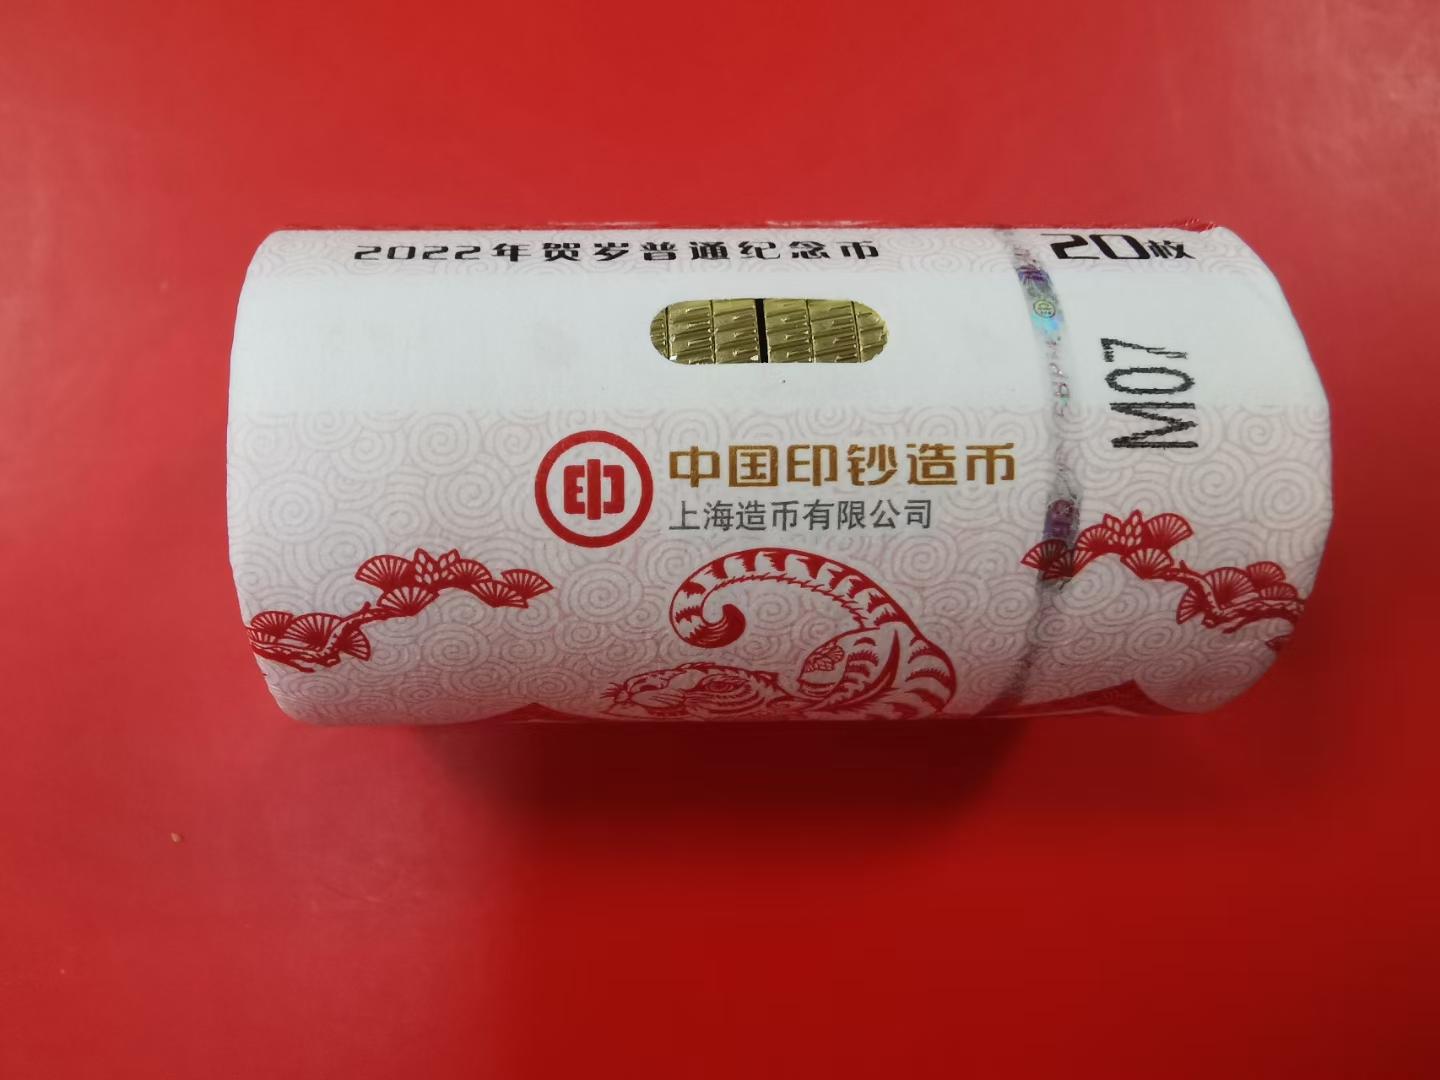 2022年贺岁普通纪念币
20枚
M07
印
中国印钞造币
上海造币有限公司